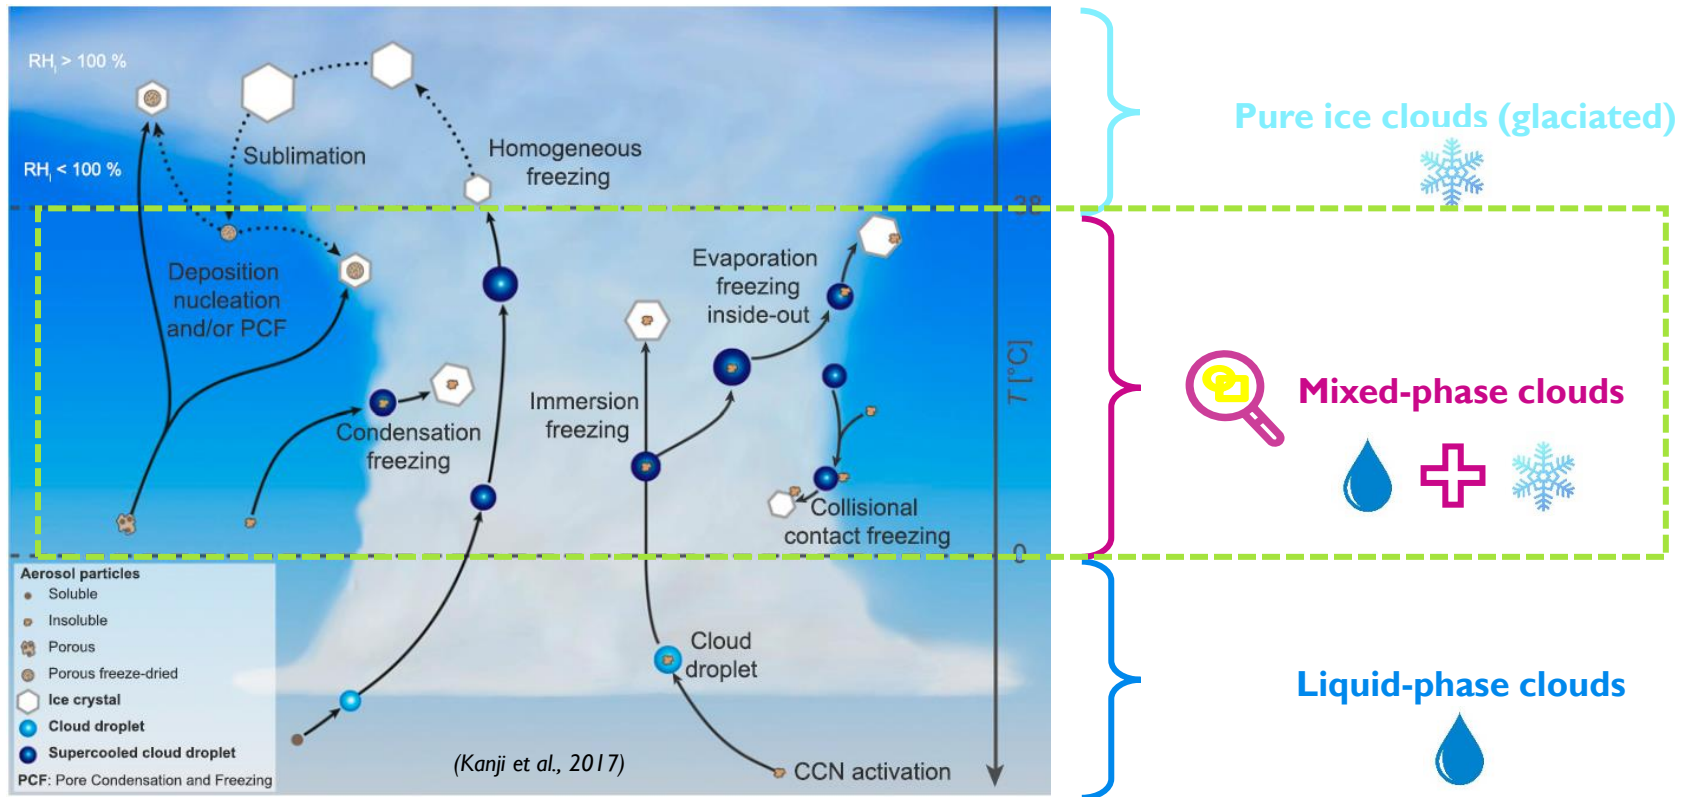 RHi > 100 %
RHi < 100 %
Sublimation
Homogeneous
freezing
38
Deposition
nucleation
and/or PCF
Evaporation
freezing
inside-out
Condensation
freezing
Immersion
freezing
Collisional
contact freezing
T [°C]
0
Cloud
droplet
CCN activation
(Kanji et al., 2017)
Aerosol particles
Soluble
Insoluble
Porous
Porous freeze-dried
Ice crystal
Cloud droplet
Supercooled cloud droplet
PCF: Pore Condensation and Freezing
Pure ice clouds (glaciated)
Mixed-phase clouds
Liquid-phase clouds